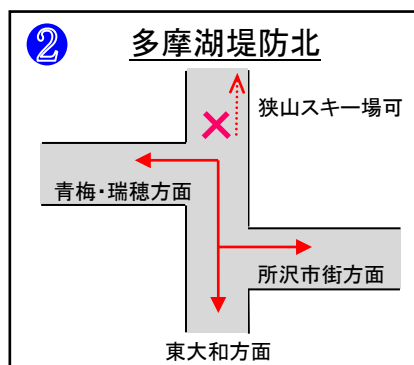 ❷ 多摩湖堤防北
狭山スキー場可
青梅・瑞穂方面
所沢市街方面
東大和方面